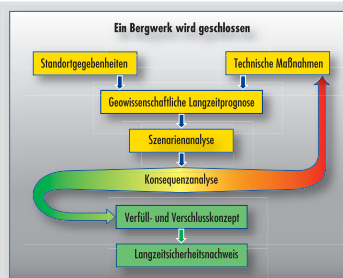 Ein Bergwerk wird geschlossen
Standortgegebenheiten
Technische Maßnahmen
Geowissenschaftliche Langzeitprognose
Szenarienanalyse
Konsequenzanalyse
Verfüll- und Verschlusskonzept
Langzeitsicherheitsnachweis